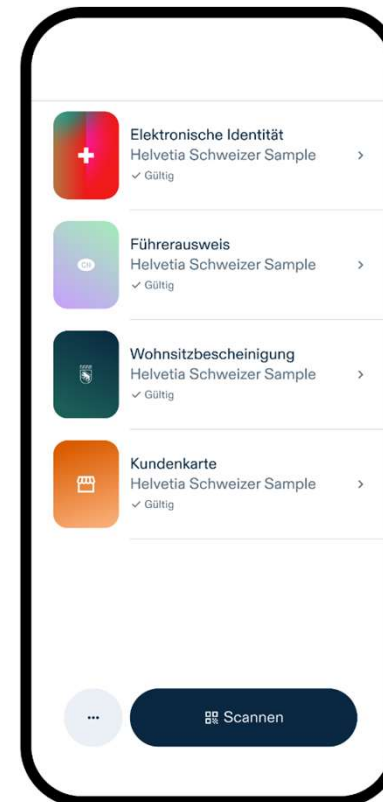 Elektronische Identität
Helvetia Schweizer Sample
✓ Gültig
CH
Führerausweis
Helvetia Schweizer Sample
✓ Gültig
Wohnsitzbescheinigung
Helvetia Schweizer Sample
✓ Gültig
Kundenkarte
Helvetia Schweizer Sample
✓ Gültig
Scannen